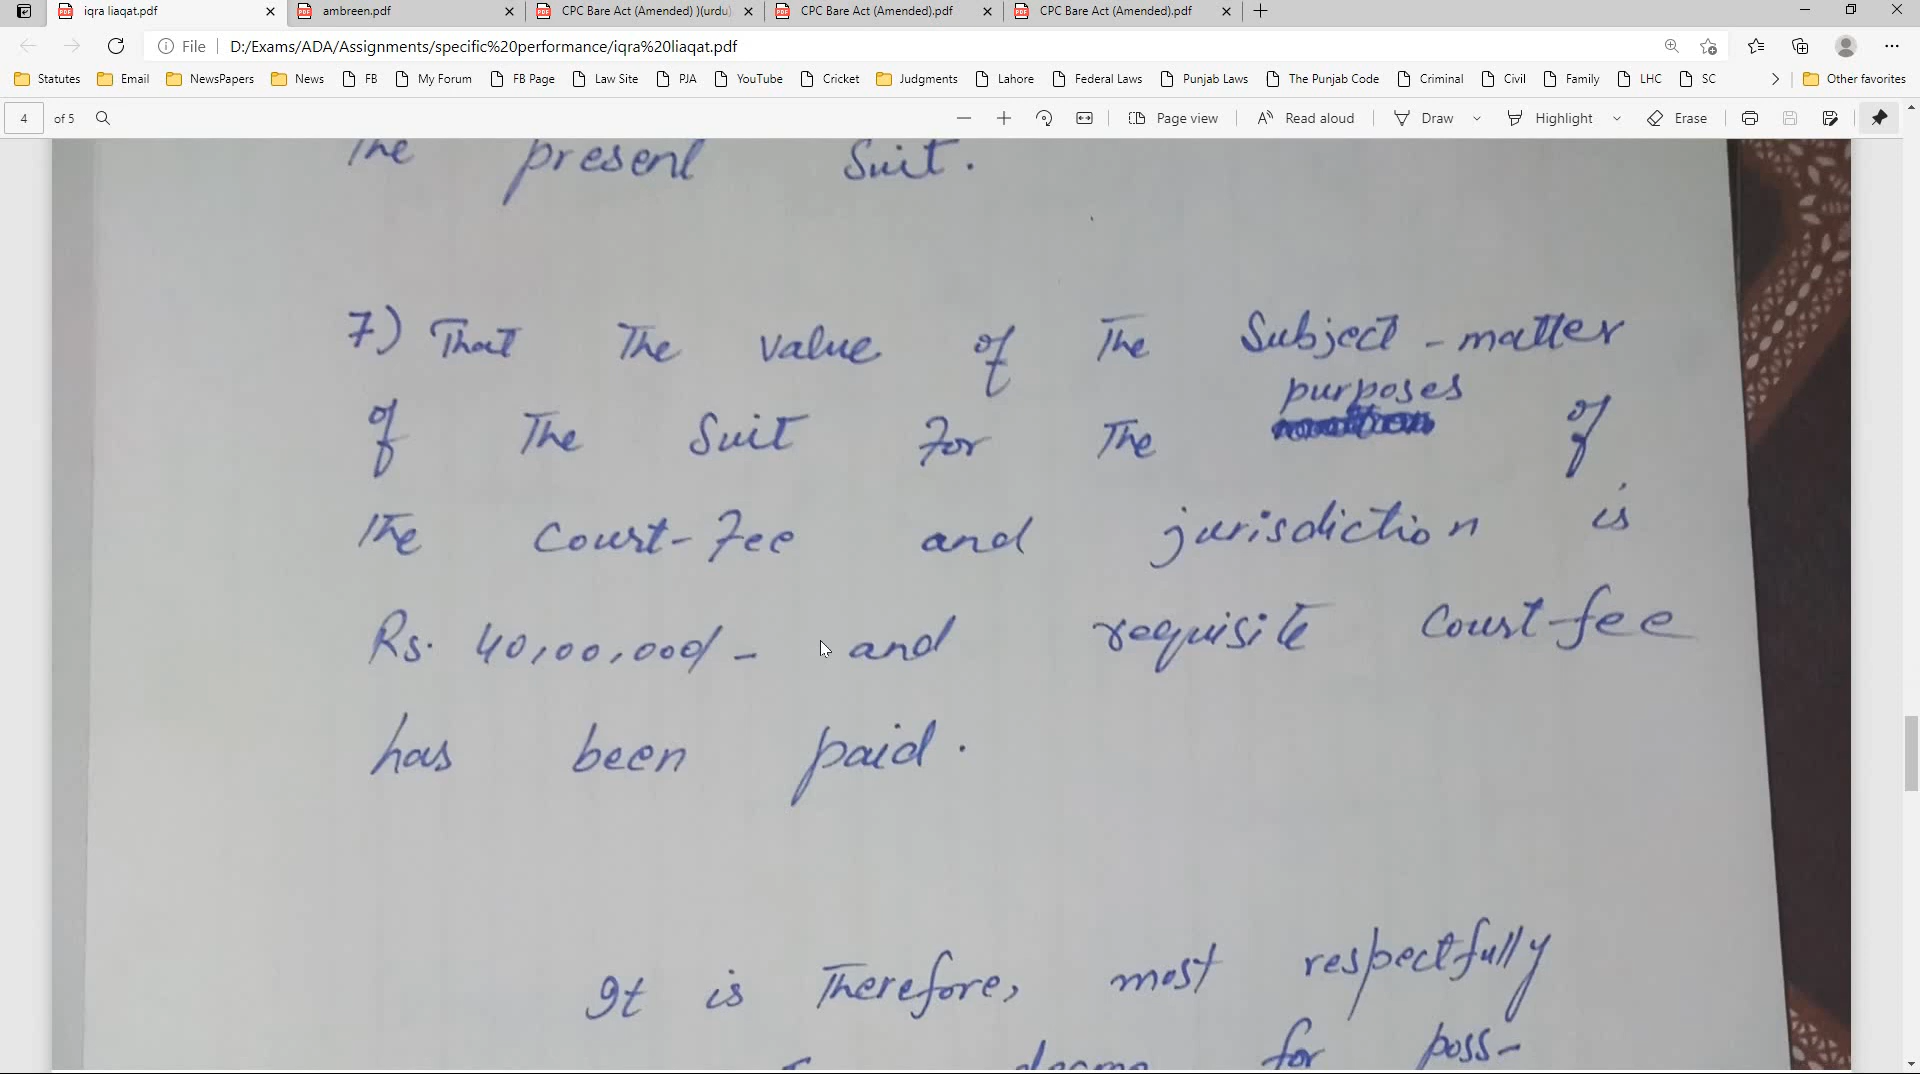 iqra liaqat.pdf
ambreen.pdf
CPC Bare Act (Amended) )(urdu)
CPC Bare Act (Amended).pdf
CPC Bare Act (Amended).pdf
File D:/Exams/ADA/Assignments/specific%20performance/iqra%20liaqat.pdf
Statutes Email NewsPapers News FB My Forum FB Page Law Site PJA YouTube Cricket Judgments Lahore Federal Laws Punjab Laws The Punjab Code Criminal Civil Family LHC SC Other favorites
4 of 5 Page view Read aloud Draw Highlight Erase
The present Suit.
7) That The value of The Subject-matter
purposes
of The Suit For The of
The Court-Fee and jurisdiction is
Rs. 40,00,000/- and requisite Court-fee
has been paid.
It is Therefore, most respectfully
for poss-